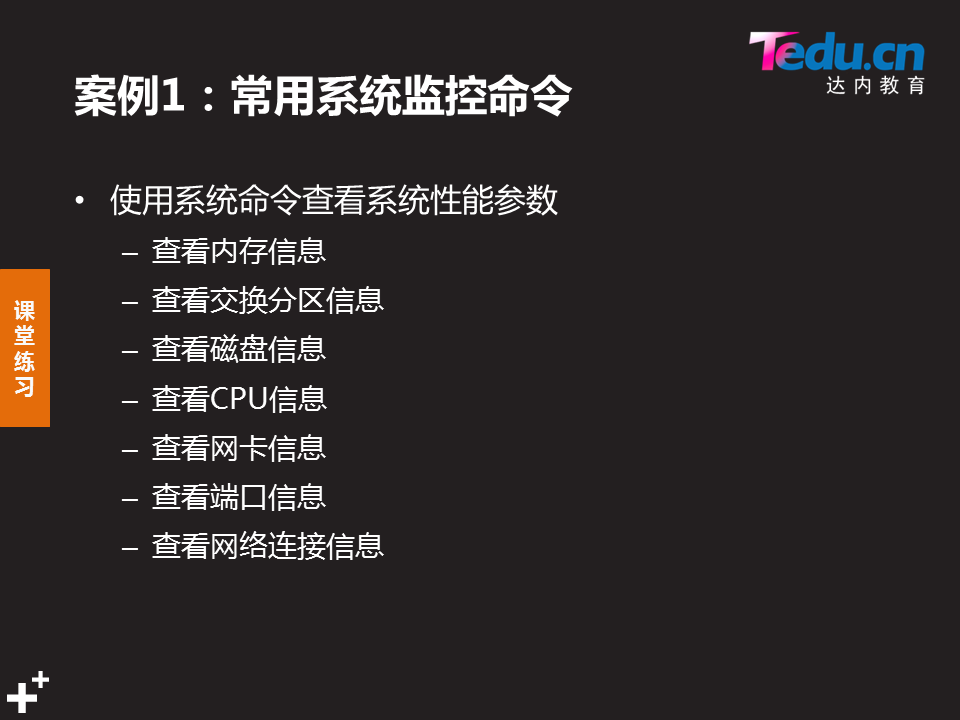 Tedu.cn
达内教育
案例1：常用系统监控命令
• 使用系统命令查看系统性能参数
– 查看内存信息
– 查看交换分区信息
– 查看磁盘信息
– 查看CPU信息
– 查看网卡信息
– 查看端口信息
– 查看网络连接信息
课堂练习